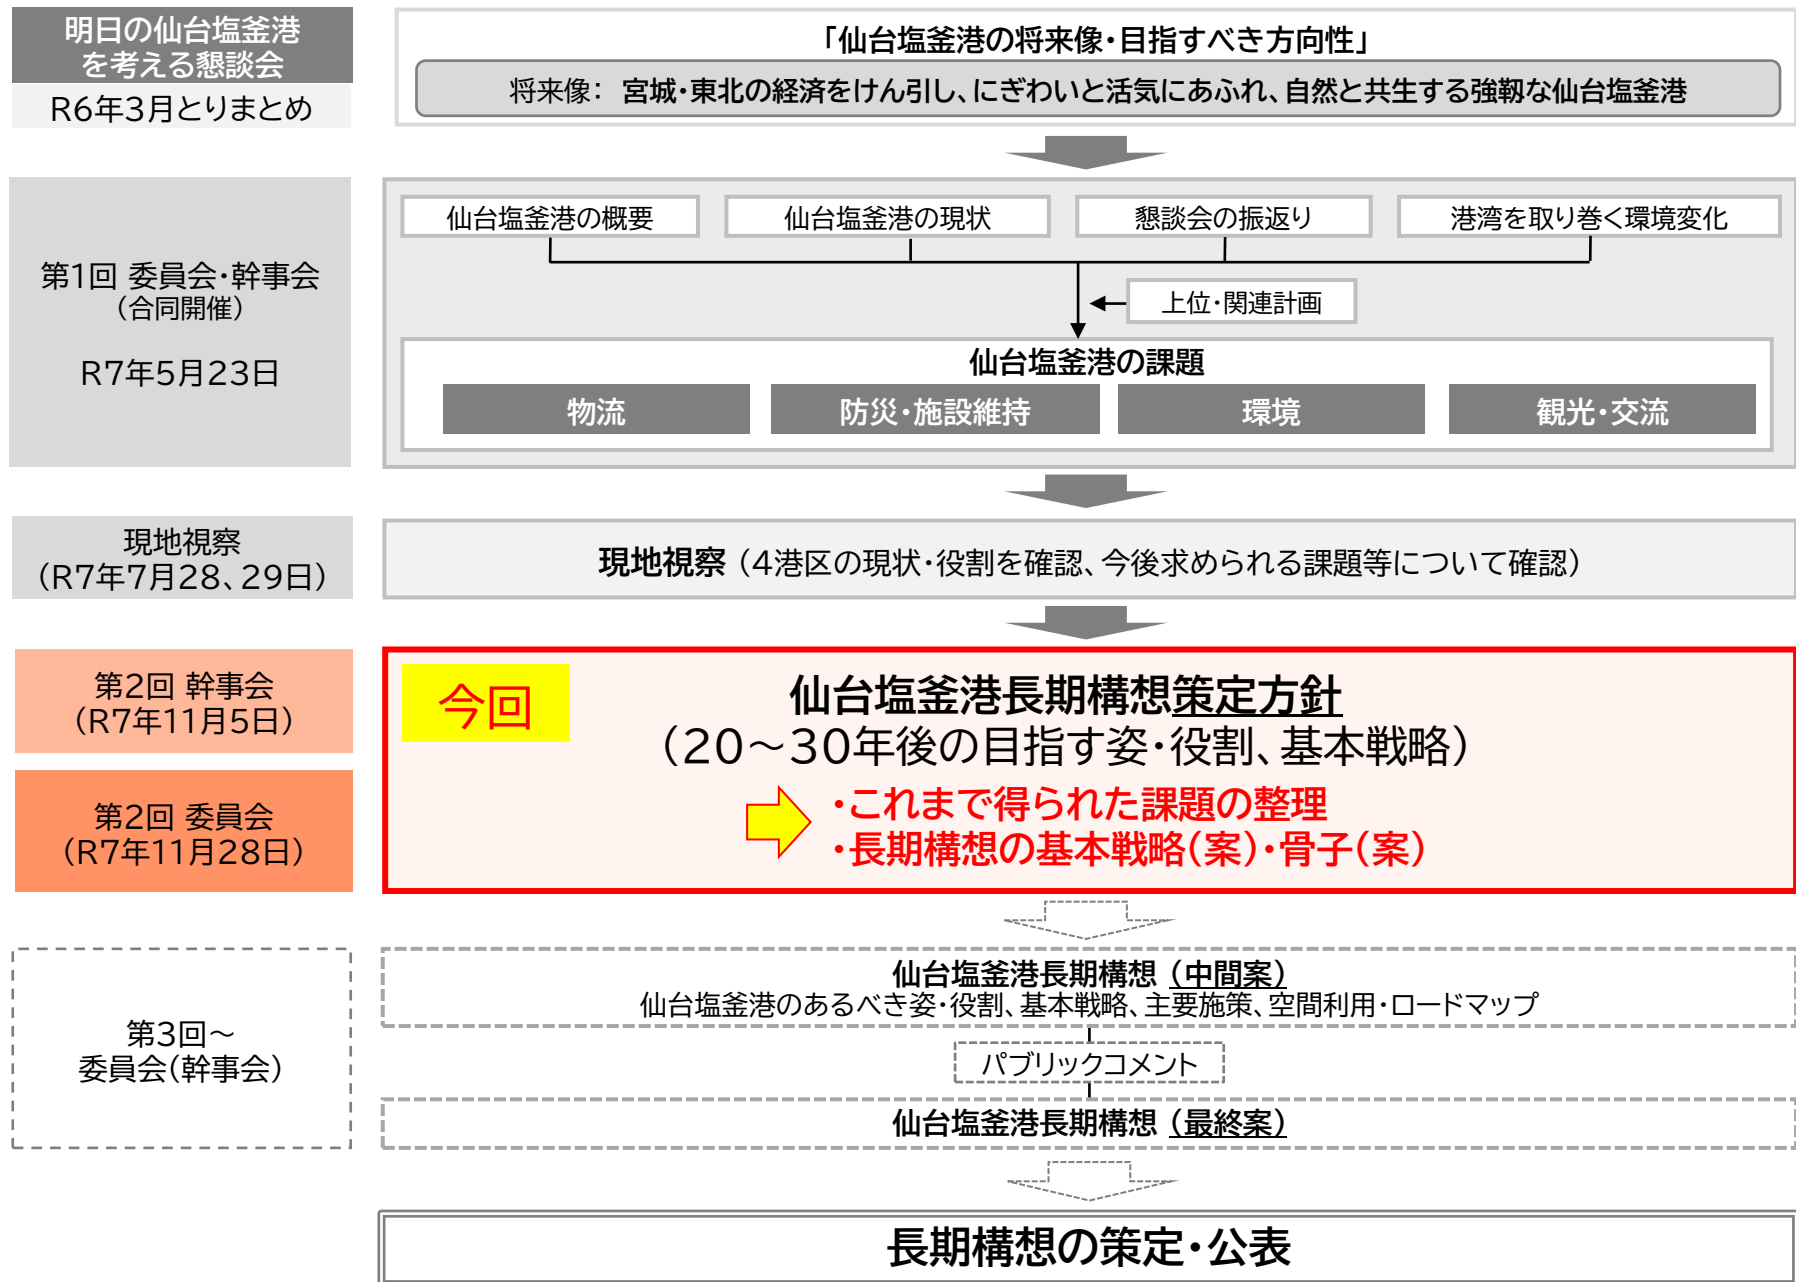 明日の仙台塩釜港
を考える懇談会
R6年3月とりまとめ
「仙台塩釜港の将来像・目指すべき方向性」
将来像： 宮城・東北の経済をけん引し、にぎわいと活気にあふれ、自然と共生する強靱な仙台塩釜港
第1回 委員会・幹事会
（合同開催）
R7年5月23日
仙台塩釜港の概要
仙台塩釜港の現状
懇談会の振返り
港湾を取り巻く環境変化
上位・関連計画
仙台塩釜港の課題
物流
防災・施設維持
環境
観光・交流
現地視察
（R7年7月28、29日）
現地視察（4港区の現状・役割を確認、今後求められる課題等について確認）
第2回 幹事会
（R7年11月5日）
第2回 委員会
（R7年11月28日）
今回
仙台塩釜港長期構想策定方針
（20～30年後の目指す姿・役割、基本戦略）
・これまで得られた課題の整理
・長期構想の基本戦略（案）・骨子（案）
第3回～
委員会（幹事会）
仙台塩釜港長期構想（中間案）
仙台塩釜港のあるべき姿・役割、基本戦略、主要施策、空間利用・ロードマップ
パブリックコメント
仙台塩釜港長期構想（最終案）
長期構想の策定・公表